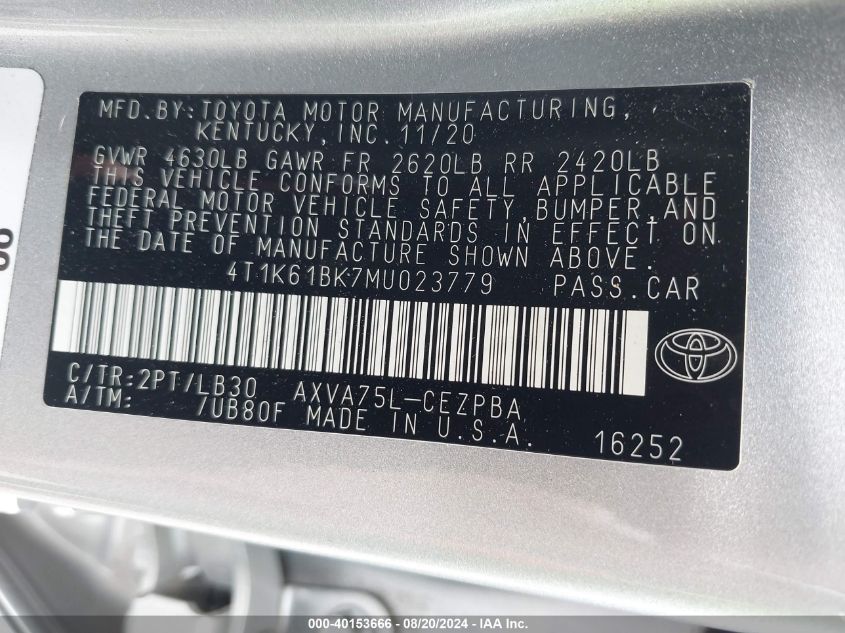 MFD.BY:TOYOTA MOTOR MANUFACTURING,
KENTUCKY,INC.11/20
GVWR 4630LB GAWR FR 2620LB RR 2420LB
THIS VEHICLE CONFORMS TO ALL APPLICABLE
FEDERAL MOTOR VEHICLE SAFETY,BUMPER,AND
THEFT PREVENTION STANDARDS IN EFFECT ON
THE DATE OF MANUFACTURE SHOWN ABOVE.
4T1K61BK7MU023779 PASS.CAR
C/TR:2PT/LB30 AXVA75L-CEZPBA
A/TM: /UB80F MADE IN U.S.A. 16252
000-40153666 - 08/20/2024 - IAA Inc.